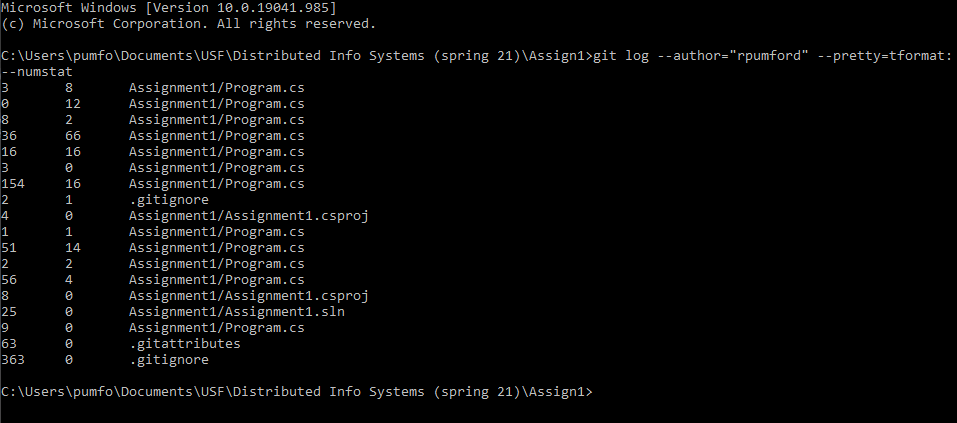 Microsoft Windows [Version 10.0.19041.985]
(c) Microsoft Corporation. All rights reserved.
C:\Users\pumfo\Documents\USF\Distributed Info Systems (spring 21)\Assign1>git log --author="rpumford" --pretty=tformat:
--numstat
3 8 Assignment1/Program.cs
0 12 Assignment1/Program.cs
8 2 Assignment1/Program.cs
36 66 Assignment1/Program.cs
16 16 Assignment1/Program.cs
3 0 Assignment1/Program.cs
154 16 Assignment1/Program.cs
2 1 .gitignore
4 0 Assignment1/Assignment1.csproj
1 1 Assignment1/Program.cs
51 14 Assignment1/Program.cs
2 2 Assignment1/Program.cs
56 4 Assignment1/Program.cs
8 0 Assignment1/Assignment1.csproj
25 0 Assignment1/Assignment1.sln
9 0 Assignment1/Program.cs
63 0 .gitattributes
363 0 .gitignore
C:\Users\pumfo\Documents\USF\Distributed Info Systems (spring 21)\Assign1>